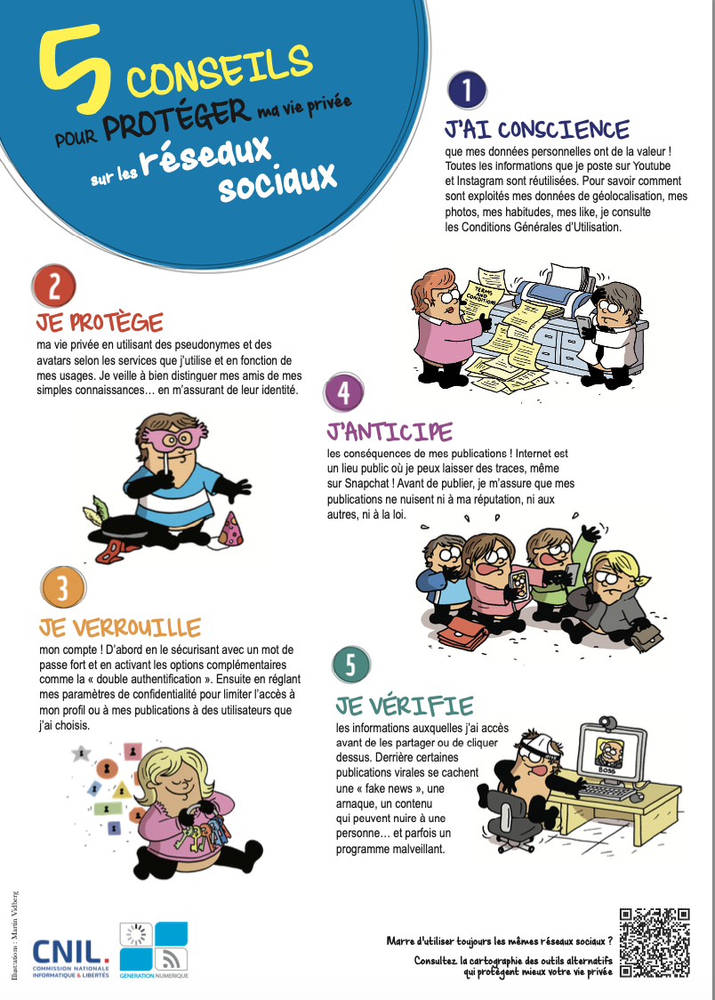 5 CONSEILS
POUR PROTÉGER ma vie privée
sur les réseaux
sociaux
1
J'AI CONSCIENCE
que mes données personnelles ont de la valeur !
Toutes les informations que je poste sur Youtube
et Instagram sont réutilisées. Pour savoir comment
sont exploités mes données de géolocalisation, mes
photos, mes habitudes, mes like, je consulte
les Conditions Générales d'Utilisation.
TERMS
AND
CONDITIONS
2
JE PROTÈGE
ma vie privée en utilisant des pseudonymes et des
avatars selon les services que j'utilise et en fonction de
mes usages. Je veille à bien distinguer mes amis de mes
simples connaissances… en m'assurant de leur identité.
3
JE VERROUILLE
mon compte ! D'abord en le sécurisant avec un mot de
passe fort et en activant les options complémentaires
comme la « double authentification ». Ensuite en réglant
mes paramètres de confidentialité pour limiter l'accès à
mon profil ou à mes publications à des utilisateurs que
j'ai choisis.
4
J'ANTICIPE
les conséquences de mes publications ! Internet est
un lieu public où je peux laisser des traces, même
sur Snapchat ! Avant de publier, je m'assure que mes
publications ne nuisent ni à ma réputation, ni aux
autres, ni à la loi.
5
JE VÉRIFIE
les informations auxquelles j'ai accès
avant de les partager ou de cliquer
dessus. Derrière certaines
publications virales se cachent
une « fake news », une
arnaque, un contenu
qui peuvent nuire à une
personne… et parfois un
programme malveillant.
BOSS
Illustrations : Martin Vidberg
CNIL.
COMMISSION NATIONALE
INFORMATIQUE & LIBERTÉS
GENERATION NUMERIQUE
Marre d'utiliser toujours les mêmes réseaux sociaux ?
Consultez la cartographie des outils alternatifs
qui protègent mieux votre vie privée